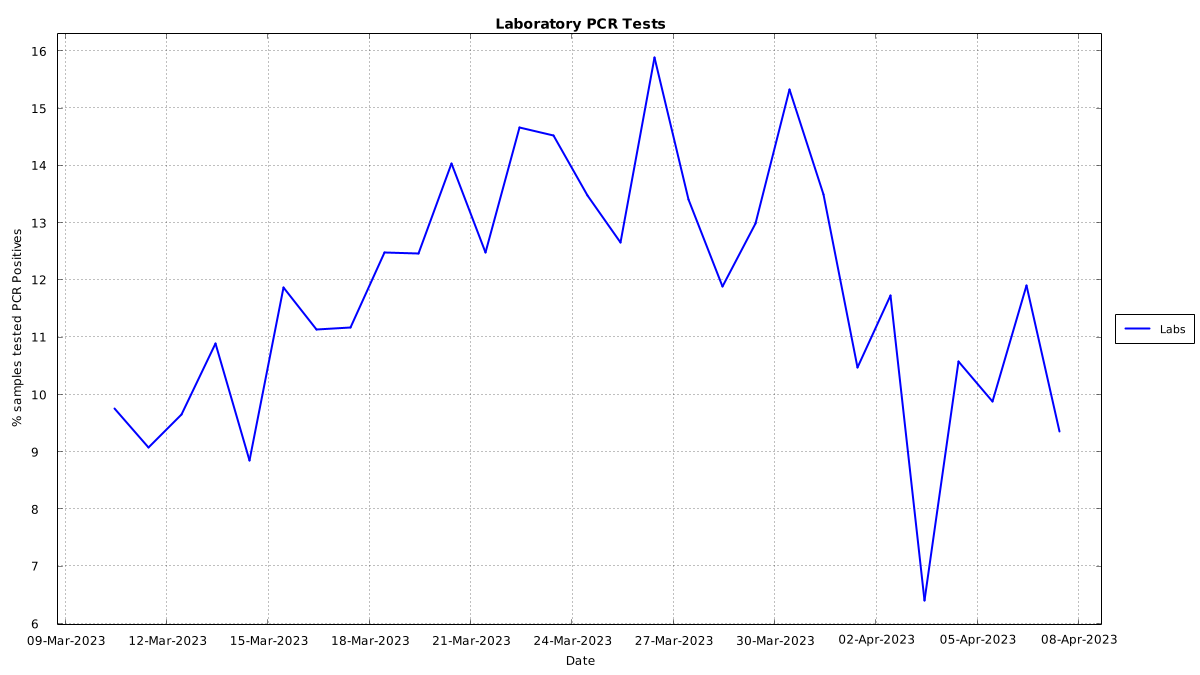 Laboratory PCR Tests
16
15
14
13
12
11
10
9
8
7
6
% samples tested PCR Positives
09-Mar-2023 12-Mar-2023 15-Mar-2023 18-Mar-2023 21-Mar-2023 24-Mar-2023 27-Mar-2023 30-Mar-2023 02-Apr-2023 05-Apr-2023 08-Apr-2023
Date
Labs